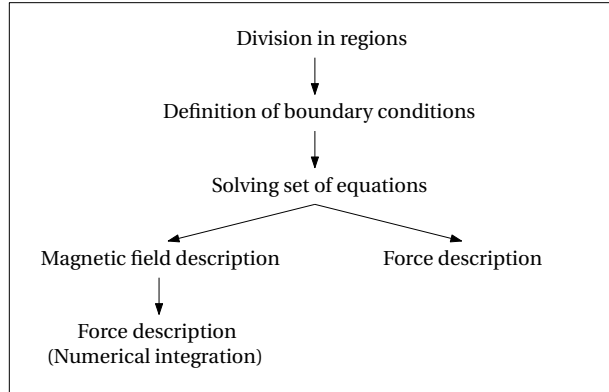 Division in regions
Definition of boundary conditions
Solving set of equations
Magnetic field description
Force description
Force description
(Numerical integration)